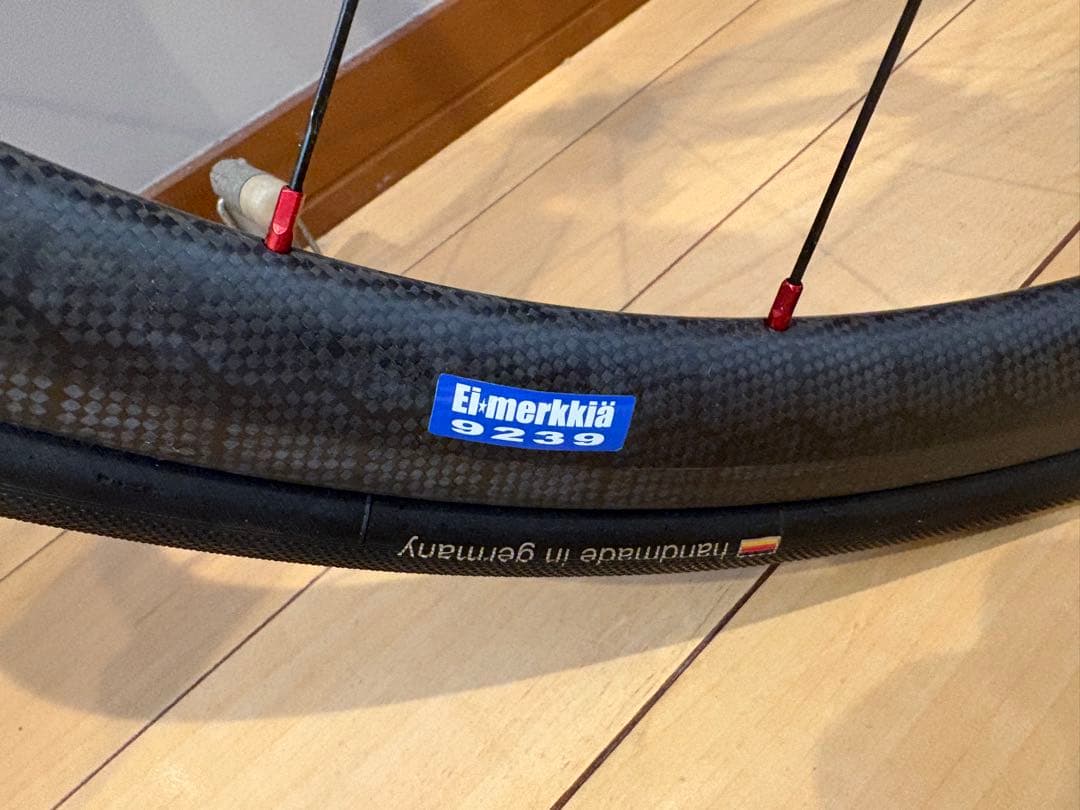 Ei★merkkiä
9239
handmade in germany